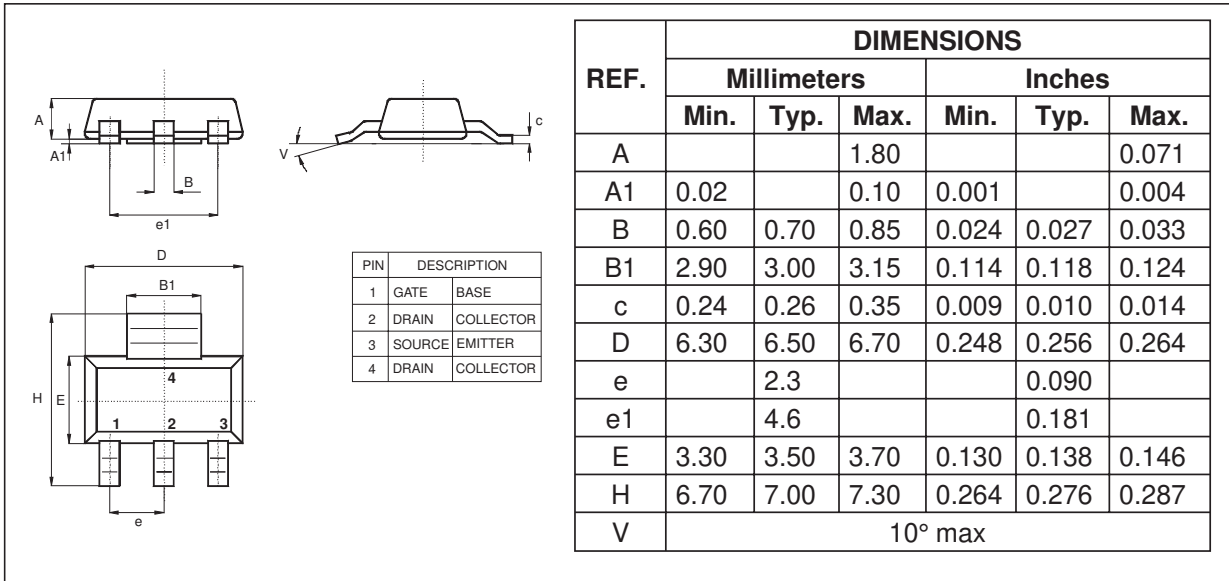 A
A1
B
e1
V
c
D
B1
H
E
4
1 2 3
e
PIN DESCRIPTION
1 GATE BASE
2 DRAIN COLLECTOR
3 SOURCE EMITTER
4 DRAIN COLLECTOR
REF. DIMENSIONS
Millimeters Inches
Min. Typ. Max. Min. Typ. Max.
A 1.80 0.071
A1 0.02 0.10 0.001 0.004
B 0.60 0.70 0.85 0.024 0.027 0.033
B1 2.90 3.00 3.15 0.114 0.118 0.124
c 0.24 0.26 0.35 0.009 0.010 0.014
D 6.30 6.50 6.70 0.248 0.256 0.264
e 2.3 0.090
e1 4.6 0.181
E 3.30 3.50 3.70 0.130 0.138 0.146
H 6.70 7.00 7.30 0.264 0.276 0.287
V 10° max